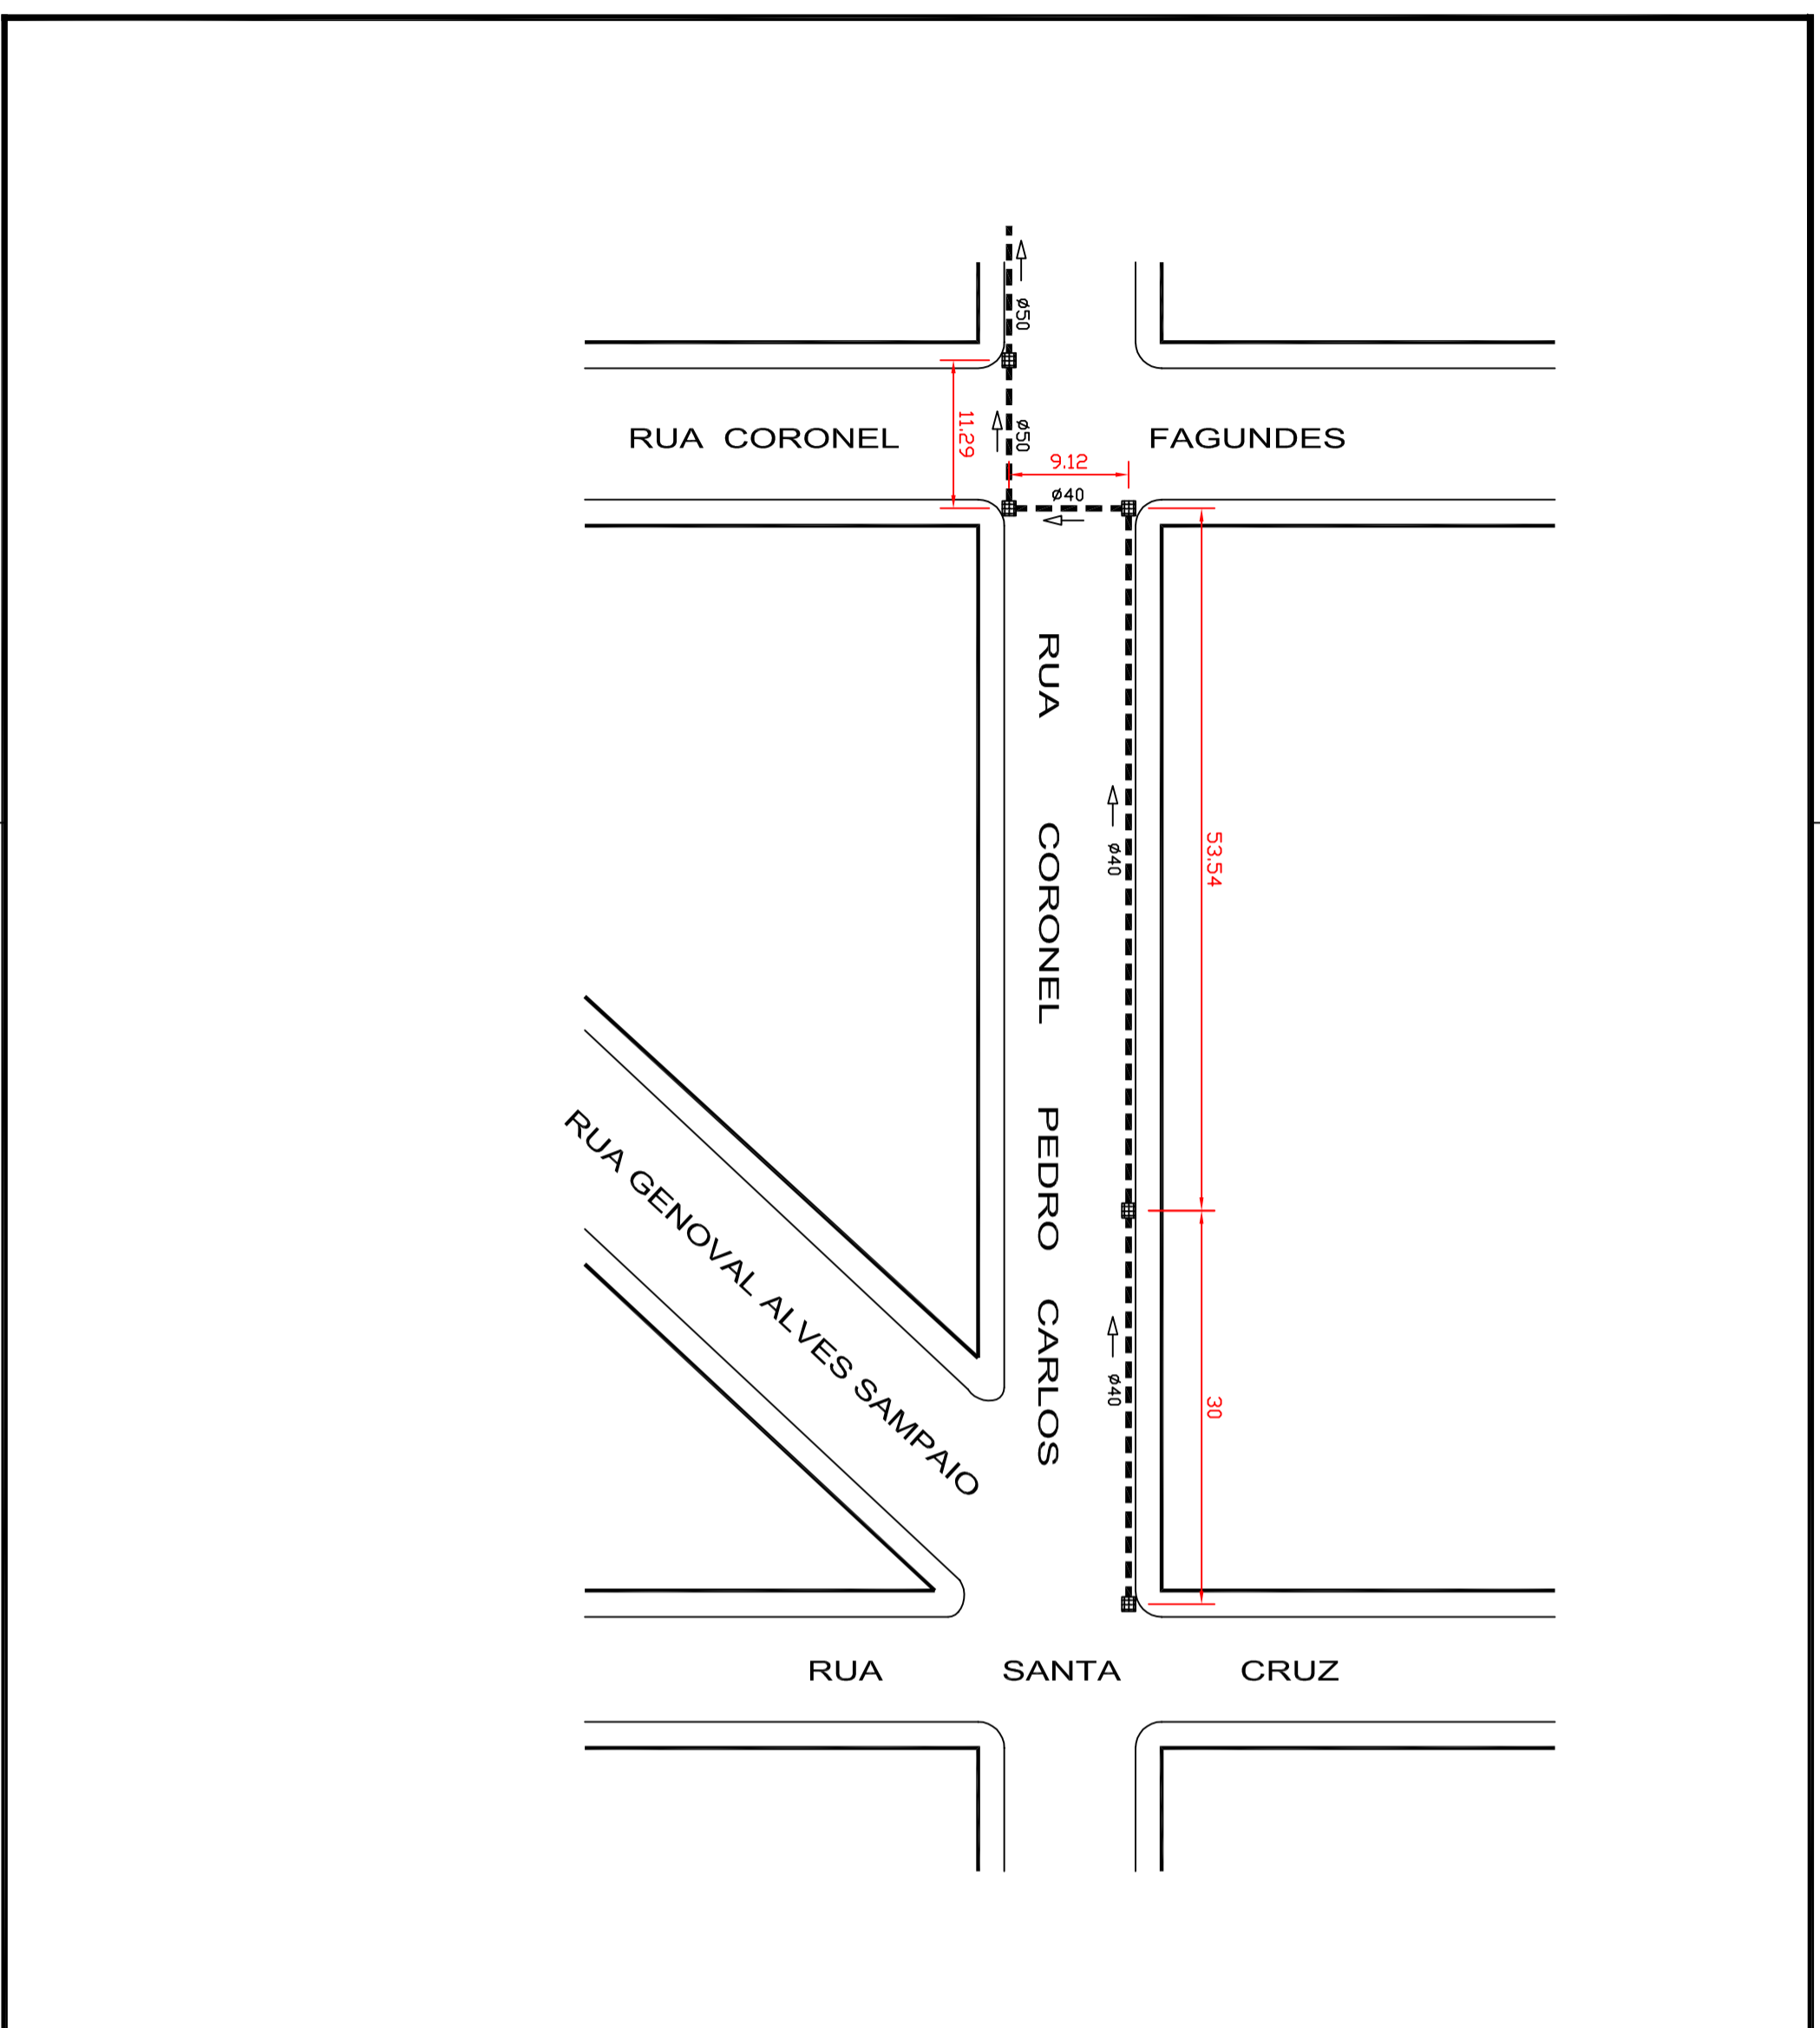 ø50
RUA CORONEL FAGUNDES
11.29
ø50
9.12
ø40
RUA CORONEL PEDRO CARLOS
ø40
53.54
RUA GENOVAL ALVES SAMPAIO
ø40
30
RUA SANTA CRUZ